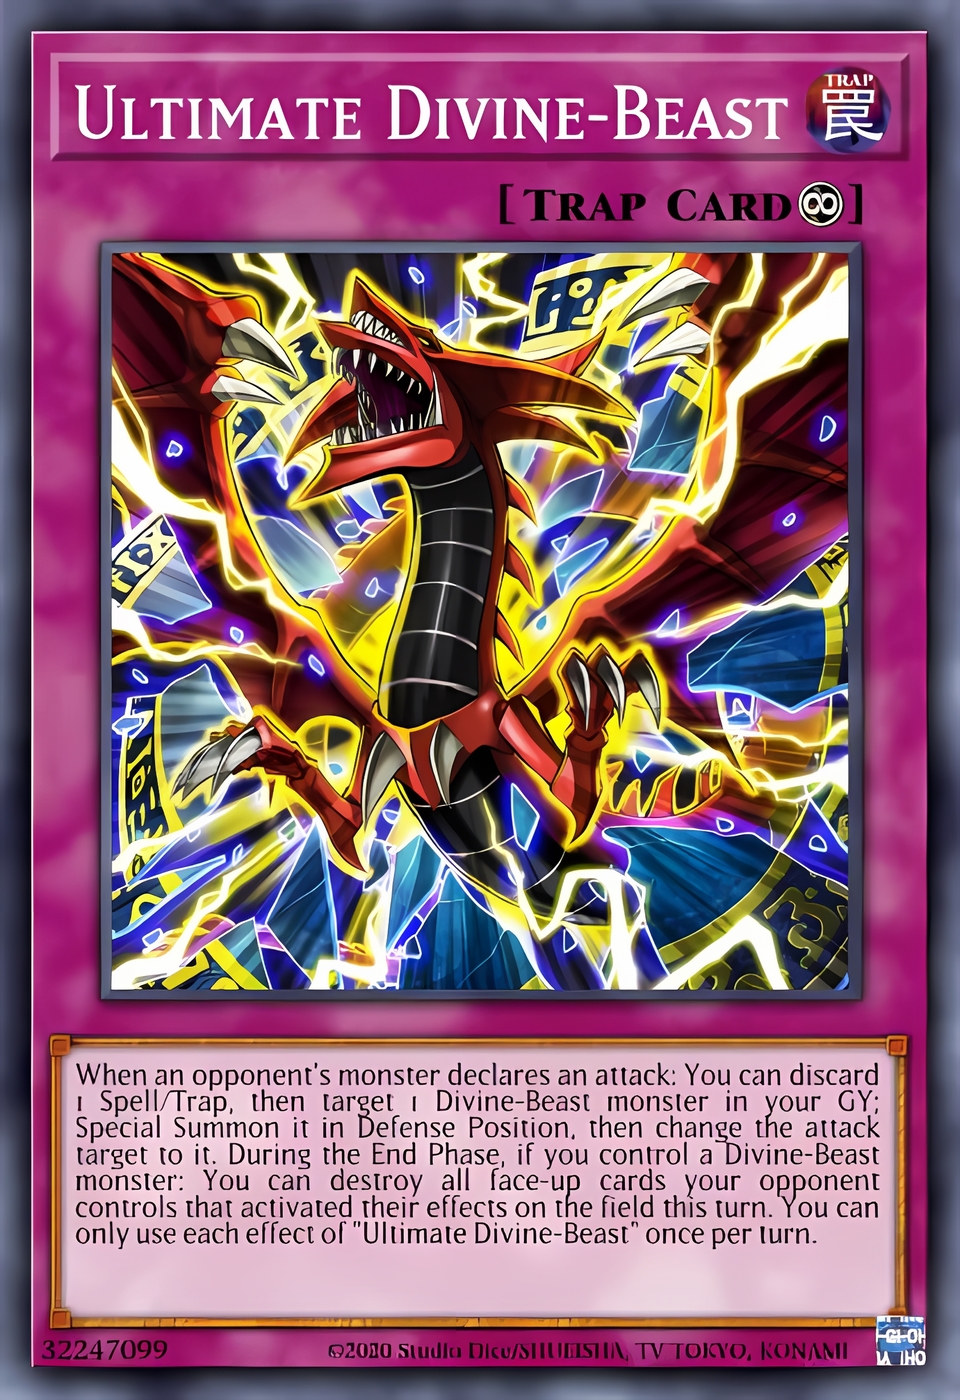 ULTIMATE DIVINE-BEAST
TRAP
罠
[TRAP CARD∞]
When an opponent's monster declares an attack: You can discard
1 Spell/Trap, then target 1 Divine-Beast monster in your GY;
Special Summon it in Defense Position, then change the attack
target to it. During the End Phase, if you control a Divine-Beast
monster: You can destroy all face-up cards your opponent
controls that activated their effects on the field this turn. You can
only use each effect of "Ultimate Divine-Beast" once per turn.
32247099
©2020 Studio Dice/SHUEISHA, TV TOKYO, KONAMI